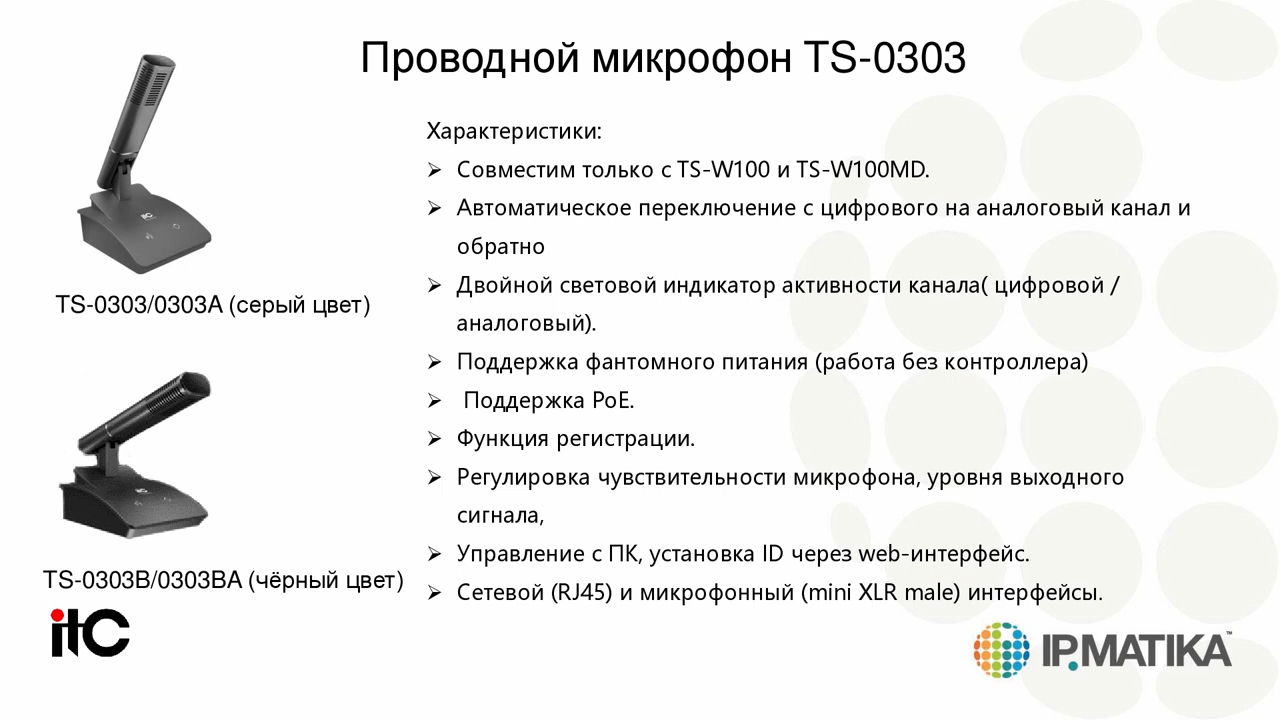 Проводной микрофон TS-0303
Характеристики:
➢ Совместим только с TS-W100 и TS-W100MD.
➢ Автоматическое переключение с цифрового на аналоговый канал и
обратно
➢ Двойной световой индикатор активности канала( цифровой /
аналоговый).
➢ Поддержка фантомного питания (работа без контроллера)
➢ Поддержка PoE.
➢ Функция регистрации.
➢ Регулировка чувствительности микрофона, уровня выходного
сигнала,
➢ Управление с ПК, установка ID через web-интерфейс.
➢ Сетевой (RJ45) и микрофонный (mini XLR male) интерфейсы.
TS-0303/0303A (серый цвет)
TS-0303B/0303BA (чёрный цвет)
itC
IP.MATIKA™